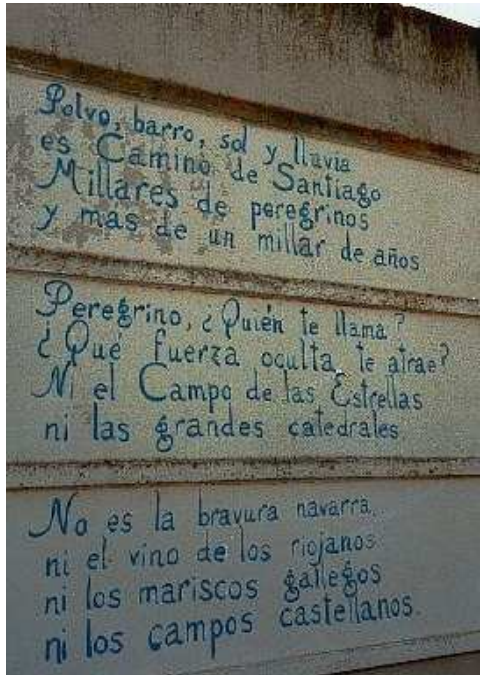 Polvo, barro, sol y lluvia
es Camino de Santiago
Millares de peregrinos
y mas de un millar de años
Peregrino, ¿Quién te llama?
¿Qué fuerza oculta te atrae?
Ni el Campo de las Estrellas
ni las grandes catedrales
No es la bravura navarra,
ni el vino de los riojanos
ni los mariscos gallegos
ni los campos castellanos.